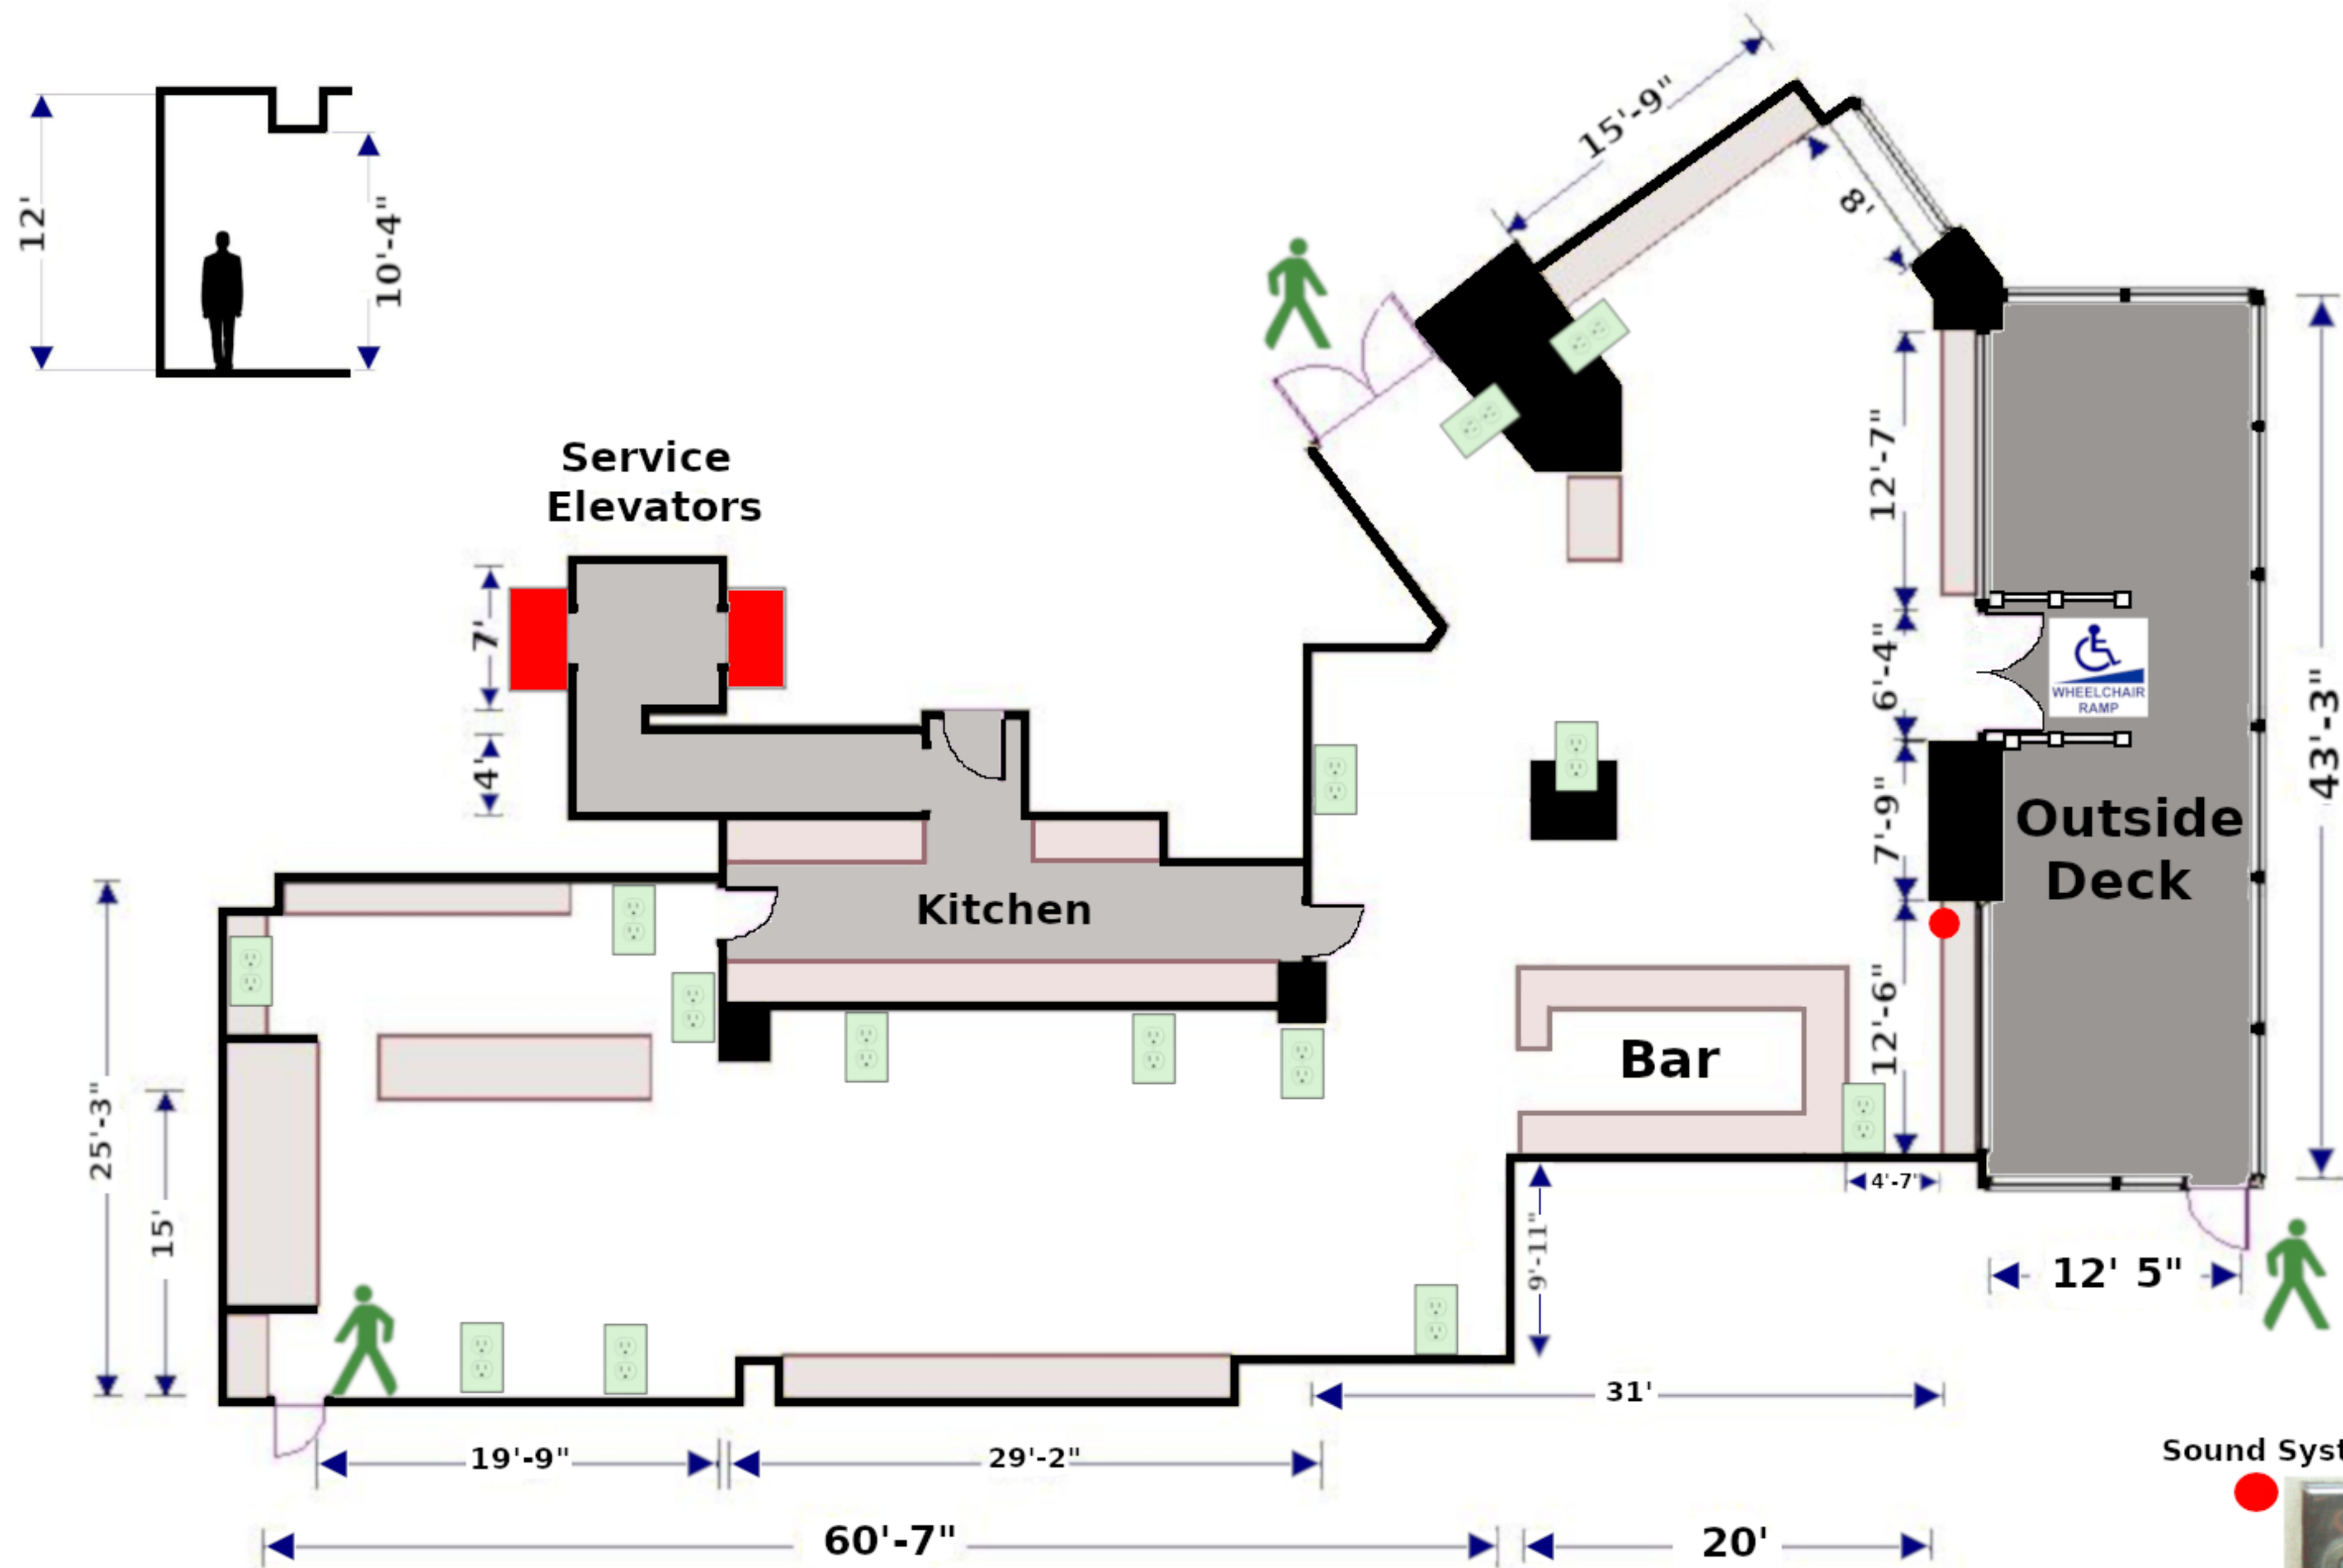 15'-9"
12'
10'-4"
8'
Service
Elevators
12'-7"
7'
6'-4"
WHEELCHAIR
RAMP
43'-3"
4'
7'-9"
Outside
Deck
Kitchen
12'-6"
Bar
25'-3"
15'
4'-7"
9'-11"
12' 5"
31'
19'-9"
29'-2"
Sound Syst
60'-7"
20'